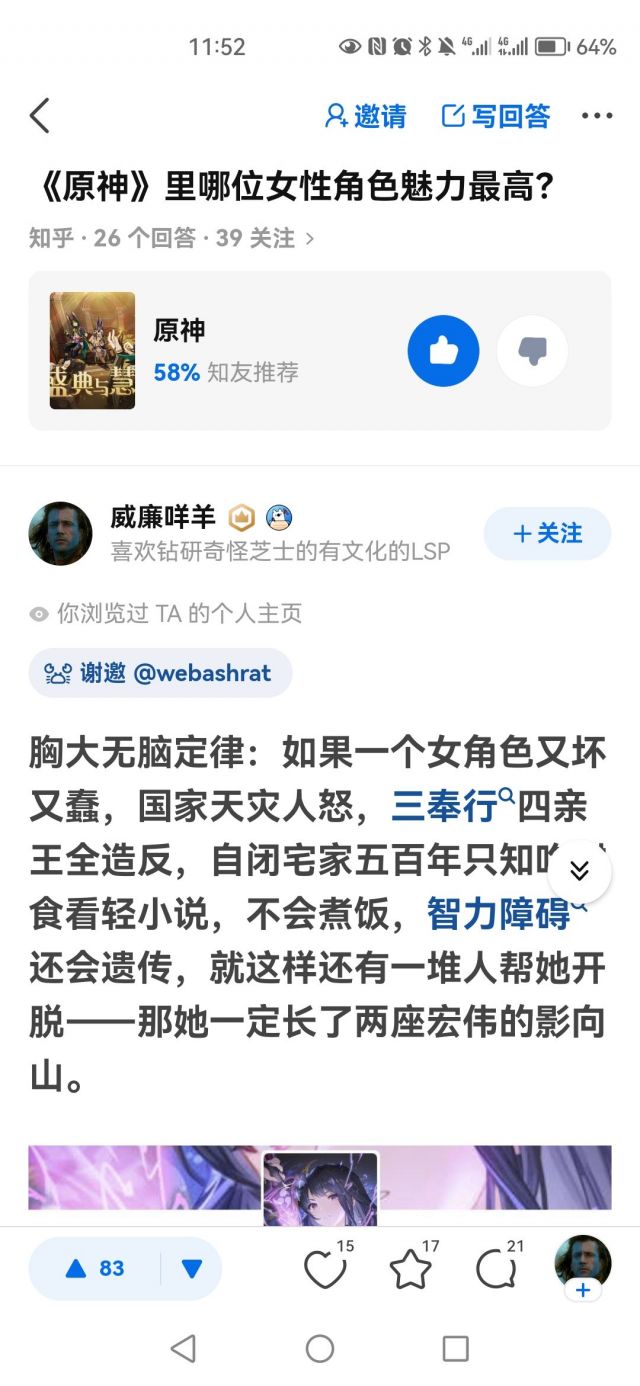 11:52
4G
4G
64%
邀请
写回答
《原神》里哪位女性角色魅力最高？
知乎 · 26 个回答 · 39 关注
盛典与慧
原神
58% 知友推荐
威廉咩羊
喜欢钻研奇怪芝士的有文化的LSP
+ 关注
你浏览过 TA 的个人主页
谢邀 @webashrat
胸大无脑定律：如果一个女角色又坏
又蠢，国家天灾人怒，三奉行四亲
王全造反，自闭宅家五百年只知
食看轻小说，不会煮饭，智力障碍
还会遗传，就这样还有一堆人帮她开
脱——那她一定长了两座宏伟的影向
山。
83
15
17
21